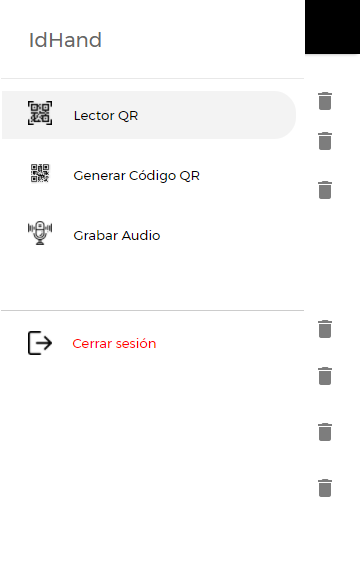 IdHand
Lector QR
Generar Código QR
Grabar Audio
Cerrar sesión